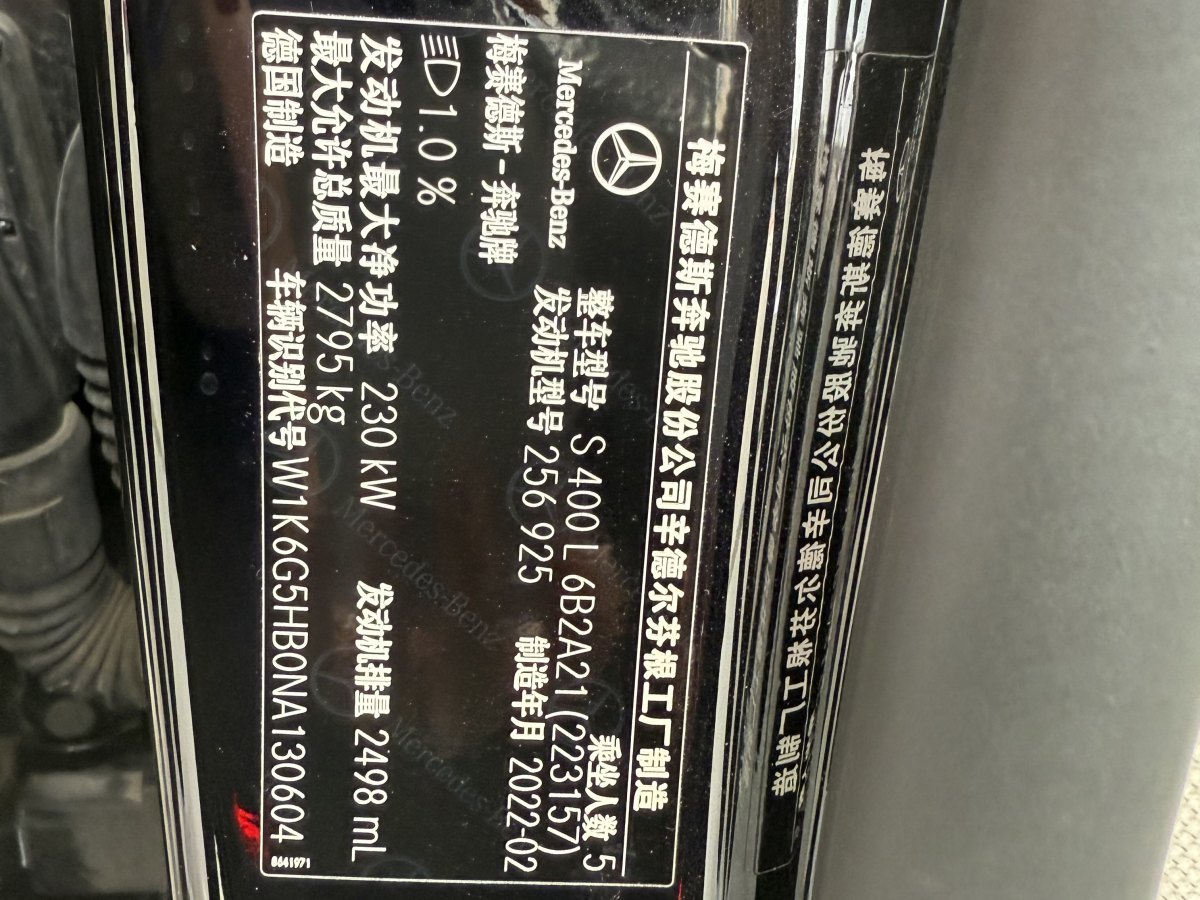 梅赛德斯奔驰股份公司辛德尔芬根工厂制造
乘坐人数 5
Mercedes-Benz
整车型号 S 400 L 6B2A21(223157)
梅赛德斯-奔驰牌
发动机型号 256 925
制造年月 2022-02
1.0 %
发动机最大净功率 230 kW
发动机排量 2498 mL
最大允许总质量 2795 kg
德国制造
车辆识别代号 W1K6G5HB0NA130604
8641971